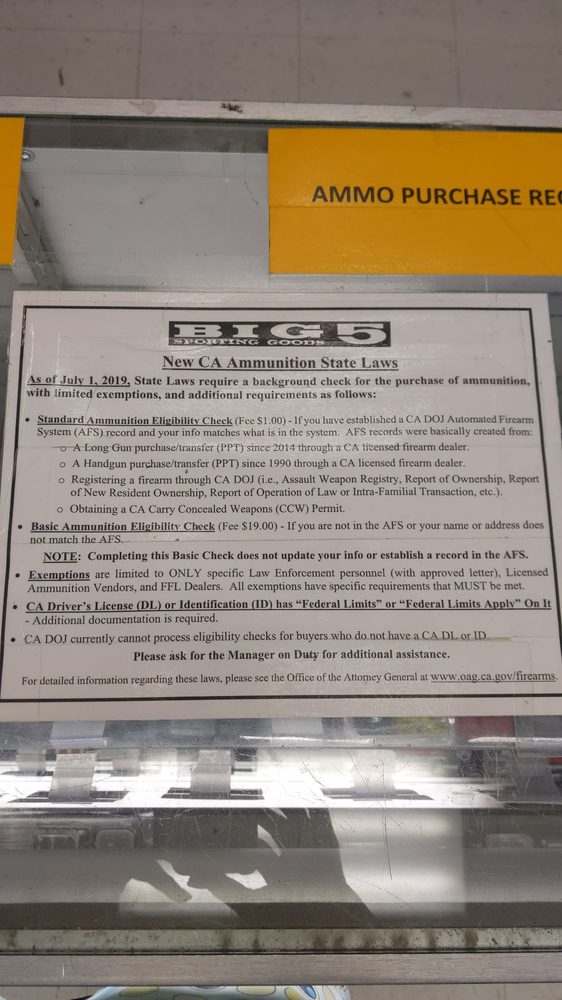 AMMO PURCHASE
BIG 5
SPORTING GOODS
New CA Ammunition State Laws
As of July 1, 2019, State Laws require a background check for the purchase of ammunition,
with limited exemptions, and additional requirements as follows:
• Standard Ammunition Eligibility Check (Fee $1.00) - If you have established a CA DOJ Automated Firearm
System (AFS) record and your info matches what is in the system. AFS records were basically created from:
o A Long Gun purchase/transfer (PPT) since 2014 through a CA licensed firearm dealer.
o A Handgun purchase/transfer (PPT) since 1990 through a CA licensed firearm dealer.
o Registering a firearm through CA DOJ (i.e., Assault Weapon Registry, Report of Ownership, Report
of New Resident Ownership, Report of Operation of Law or Intra-Familial Transaction, etc.).
o Obtaining a CA Carry Concealed Weapons (CCW) Permit.
• Basic Ammunition Eligibility Check (Fee $19.00) - If you are not in the AFS or your name or address does
not match the AFS.
NOTE: Completing this Basic Check does not update your info or establish a record in the AFS.
• Exemptions are limited to ONLY specific Law Enforcement personnel (with approved letter), Licensed
Ammunition Vendors, and FFL Dealers. All exemptions have specific requirements that MUST be met.
• CA Driver's License (DL) or Identification (ID) has "Federal Limits" or "Federal Limits Apply" On It
- Additional documentation is required.
• CA DOJ currently cannot process eligibility checks for buyers who do not have a CA DL or ID
Please ask for the Manager on Duty for additional assistance.
For detailed information regarding these laws, please see the Office of the Attorney General at www.oag.ca.gov/firearms.